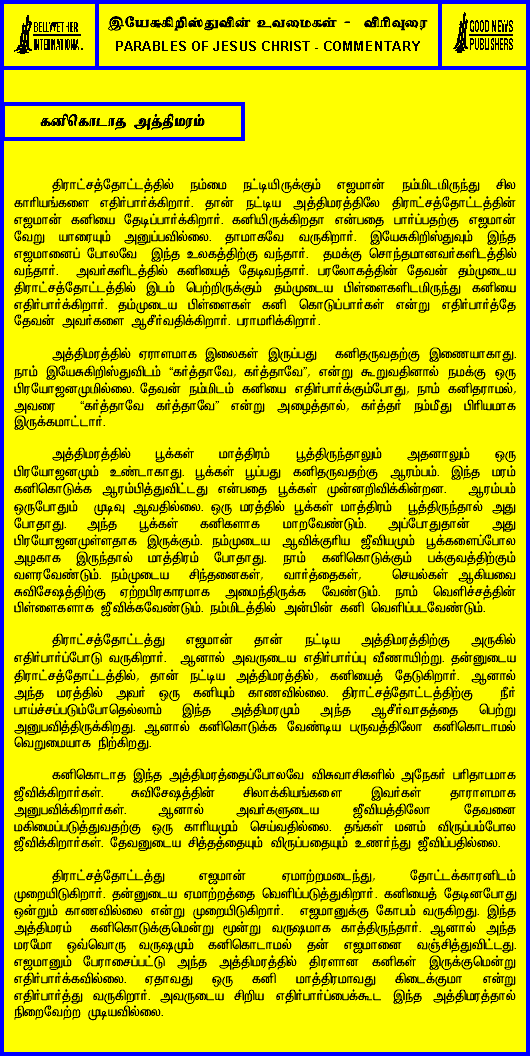 BELLWETHER
INTERNATIONAL
இயேசுகிறிஸ்துவின் உவமைகள் - விரிவுரை
PARABLES OF JESUS CHRIST - COMMENTARY
GOOD NEWS
PUBLISHERS
கனிகொடாத அத்திமரம்
திராட்சத்தோட்டத்தில் நம்மை நட்டியிருக்கும் எஜமான் நம்மிடமிருந்து சில
காரியங்களை எதிர்பார்க்கிறார். தான் நட்டிய அத்திமரத்திலே திராட்சத்தோட்டத்தின்
எஜமான் கனியை தேடிப்பார்க்கிறார். கனியிருக்கிறதா என்பதை பார்ப்பதற்கு எஜமான்
வேறு யாரையும் அனுப்பவில்லை. தாமாகவே வருகிறார். இயேசுகிறிஸ்துவும் இந்த
எஜமானைப் போலவே இந்த உலகத்திற்கு வந்தார். தமக்கு சொந்தமானவர்களிடத்தில்
வந்தார். அவர்களிடத்தில் கனியைத் தேடிவந்தார். பரலோகத்தின் தேவன் தம்முடைய
திராட்சத்தோட்டத்தில் இடம் பெற்றிருக்கும் தம்முடைய பிள்ளைகளிடமிருந்து கனியை
எதிர்பார்க்கிறார். தம்முடைய பிள்ளைகள் கனி கொடுப்பார்கள் என்று எதிர்பார்த்தே
தேவன் அவர்களை ஆசீர்வதிக்கிறார். பராமரிக்கிறார்.
அத்திமரத்தில் ஏராளமாக இலைகள் இருப்பது கனிதருவதற்கு இணையாகாது.
நாம் இயேசுகிறிஸ்துவிடம் “கர்த்தாவே, கர்த்தாவே”, என்று கூறுவதினால் நமக்கு ஒரு
பிரயோஜனமுமில்லை. தேவன் நம்மிடம் கனியை எதிர்பார்க்கும்போது, நாம் கனிதராமல்,
அவரை “கர்த்தாவே கர்த்தாவே” என்று அழைத்தால், கர்த்தர் நம்மீது பிரியமாக
இருக்கமாட்டார்.
அத்திமரத்தில் பூக்கள் மாத்திரம் பூத்திருந்தாலும் அதனாலும் ஒரு
பிரயோஜனமும் உண்டாகாது. பூக்கள் பூப்பது கனிதருவதற்கு ஆரம்பம். இந்த மரம்
கனிகொடுக்க ஆரம்பித்துவிட்டது என்பதை பூக்கள் முன்னறிவிக்கின்றன. ஆரம்பம்
ஒருபோதும் முடிவு ஆவதில்லை. ஒரு மரத்தில் பூக்கள் மாத்திரம் பூத்திருந்தால் அது
போதாது. அந்த பூக்கள் கனிகளாக மாறவேண்டும். அப்போதுதான் அது
பிரயோஜனமுள்ளதாக இருக்கும். நம்முடைய ஆவிக்குரிய ஜீவியமும் பூக்களைப்போல
அழகாக இருந்தால் மாத்திரம் போதாது. நாம் கனிகொடுக்கும் பக்குவத்திற்கும்
வளரவேண்டும். நம்முடைய சிந்தனைகள், வார்த்தைகள், செயல்கள் ஆகியவை
சுவிசேஷத்திற்கு ஏற்றபிரகாரமாக அமைந்திருக்க வேண்டும். நாம் வெளிச்சத்தின்
பிள்ளைகளாக ஜீவிக்கவேண்டும். நம்மிடத்தில் அன்பின் கனி வெளிப்படவேண்டும்.
திராட்சத்தோட்டத்து எஜமான் தான் நட்டிய அத்திமரத்திற்கு அருகில்
எதிர்பார்ப்போடு வருகிறார். ஆனால் அவருடைய எதிர்பார்ப்பு வீணாயிற்று. தன்னுடைய
திராட்சத்தோட்டத்தில், தான் நட்டிய அத்திமரத்தில், கனியைத் தேடுகிறார். ஆனால்
அந்த மரத்தில் அவர் ஒரு கனியும் காணவில்லை. திராட்சத்தோட்டத்திற்கு நீர்
பாய்ச்சப்படும்போதெல்லாம் இந்த அத்திமரமும் அந்த ஆசீர்வாதத்தை பெற்று
அனுபவித்திருக்கிறது. ஆனால் கனிகொடுக்க வேண்டிய பருவத்திலோ கனிகொடாமல்
வெறுமையாக நிற்கிறது.
கனிகொடாத இந்த அத்திமரத்தைப்போலவே விசுவாசிகளில் அநேகர் பரிதாபமாக
ஜீவிக்கிறார்கள். சுவிசேஷத்தின் சிலாக்கியங்களை இவர்கள் தாராளமாக
அனுபவிக்கிறார்கள். ஆனால் அவர்களுடைய ஜீவியத்திலோ தேவனை
மகிமைப்படுத்துவதற்கு ஒரு காரியமும் செய்வதில்லை. தங்கள் மனம் விருப்பம்போல
ஜீவிக்கிறார்கள். தேவனுடைய சித்தத்தையும் விருப்பதையும் உணர்ந்து ஜீவிப்பதில்லை.
திராட்சத்தோட்டத்து எஜமான் ஏமாற்றமடைந்து, தோட்டக்காரனிடம்
முறையிடுகிறார். தன்னுடைய ஏமாற்றத்தை வெளிப்படுத்துகிறார். கனியைத் தேடினபோது
ஒன்றும் காணவில்லை என்று முறையிடுகிறார். எஜமானுக்கு கோபம் வருகிறது. இந்த
அத்திமரம் கனிகொடுக்குமென்று மூன்று வருஷமாக காத்திருந்தார். ஆனால் அந்த
மரமோ ஒவ்வொரு வருஷமும் கனிகொடாமல் தன் எஜமானை வஞ்சித்துவிட்டது.
எஜமானும் பேராசைப்பட்டு அந்த அத்திமரத்தில் திரளான கனிகள் இருக்குமென்று
எதிர்பார்க்கவில்லை. ஏதாவது ஒரு கனி மாத்திரமாவது கிடைக்குமா என்று
எதிர்பார்த்து வருகிறார். அவருடைய சிறிய எதிர்பார்ப்பைக்கூட இந்த அத்திமரத்தால்
நிறைவேற்ற முடியவில்லை.